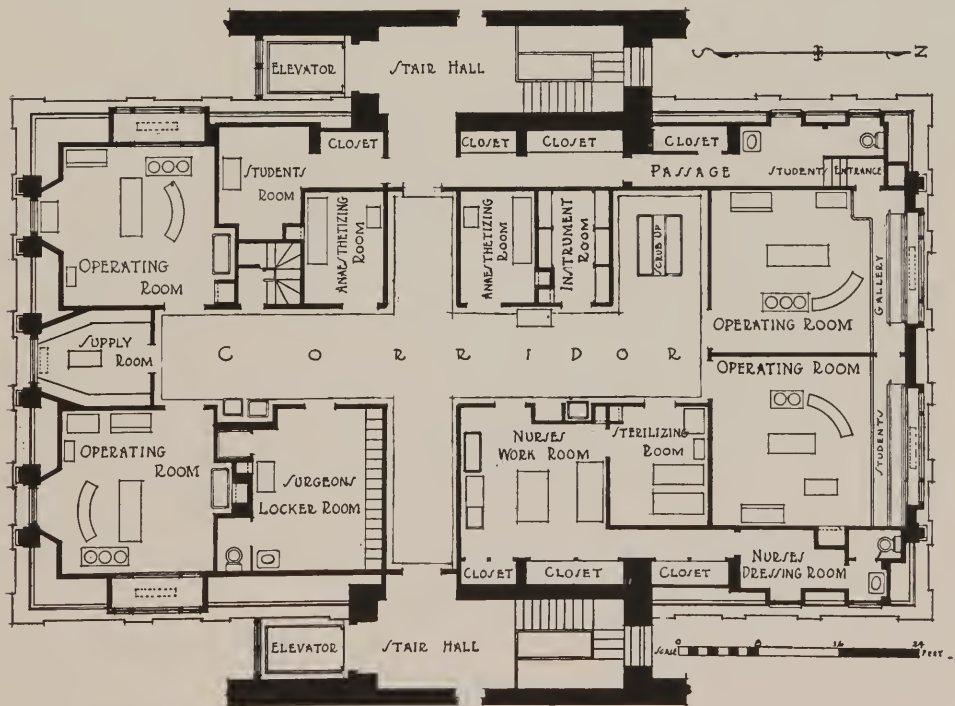 ELEVATOR
STAIR HALL
S N
CLOSET
CLOSET
CLOSET
CLOSET
PASSAGE
STUDENTS ENTRANCE
STUDENTS
ROOM
ANAESTHETIZING
ROOM
ANAESTHETIZING
ROOM
INSTRUMENT
ROOM
SCRUB UP
OPERATING
ROOM
OPERATING ROOM
GALLERY
SUPPLY
ROOM
CORRIDOR
OPERATING ROOM
STUDENTS
OPERATING
ROOM
SURGEONS
LOCKER ROOM
NURSES
WORK ROOM
STERILIZING
ROOM
CLOSET
CLOSET
CLOSET
NURSES
DRESSING ROOM
ELEVATOR
STAIR HALL
SCALE 0 8 16 24 FEET